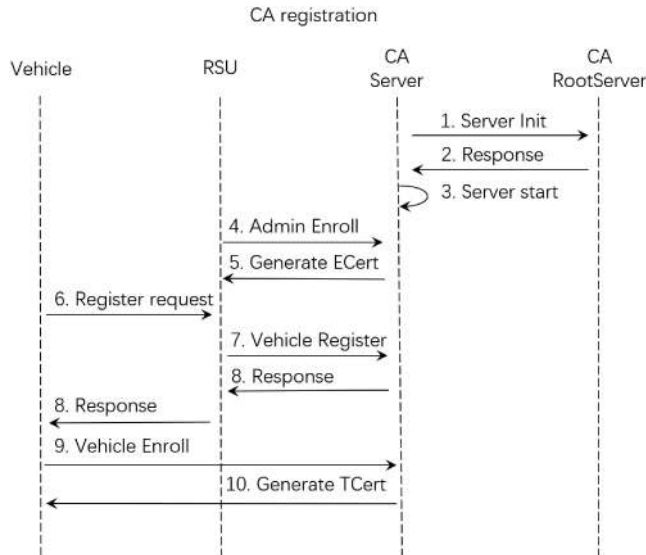 CA registration
Vehicle
RSU
CA
Server
CA
RootServer
1. Server Init
2. Response
3. Server start
4. Admin Enroll
5. Generate ECert
6. Register request
7. Vehicle Register
8. Response
8. Response
9. Vehicle Enroll
10. Generate TCert